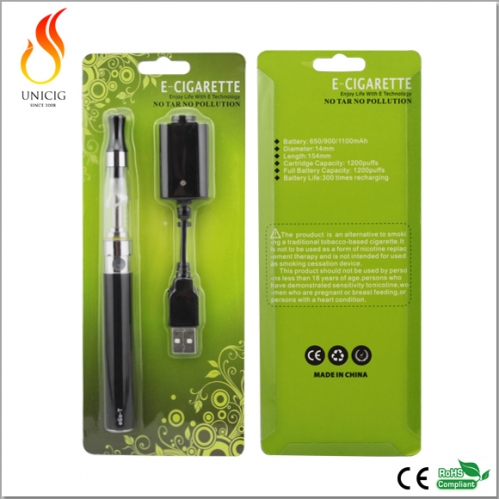 UNICIG
SINCE 2008
E-CIGARETTE
Enjoy Life With E Technology
NO TAR NO POLLUTION
eGo-T
E-CIGARETTE
Enjoy Life With E Technology
NO TAR NO POLLUTION
Battery: 650/900/1100mAh
Diameter: 14mm
Length: 154mm
Cartridge Capacity: 1200puffs
Full Battery Capacity: 1200puffs
Battery Life: 300 times recharging
The product is an alternative to smoki
ng a traditional tobacco-based cigarette. It
is not to be used as a form of nicotine replac
ement therapy and is not intended for used
as smoking cessation device.
This product should not be used by perso
ns less than 18 years of age, persons who
have demonstrated sensitivity to nicotine, wo
men who are pregnant or breast feeding, or
persons with a heart condition.
CE
MADE IN CHINA
CE
RoHS
Compliant